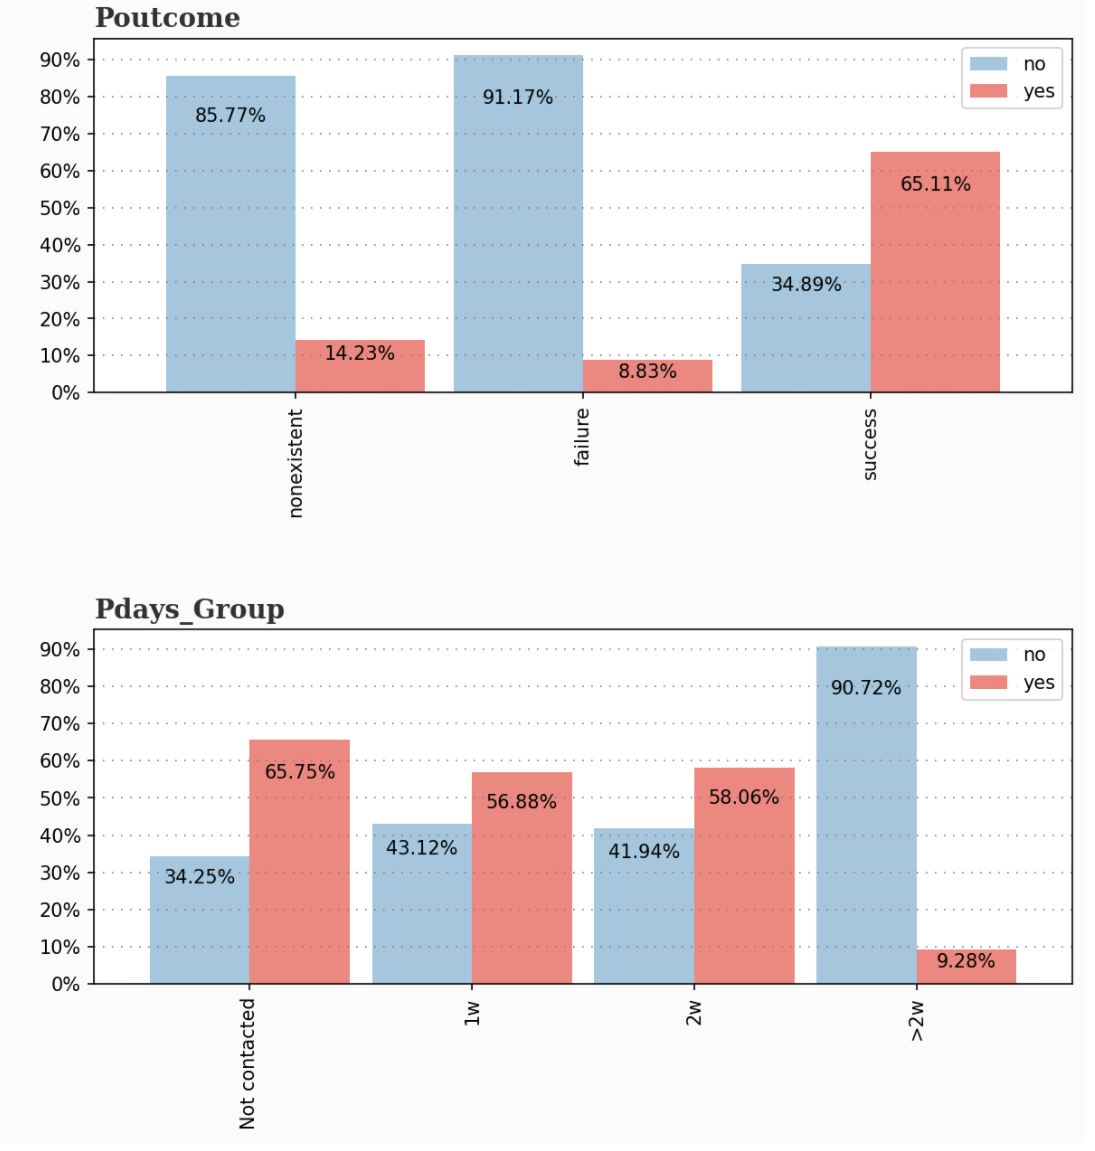 Poutcome
90%
80%
70%
60%
50%
40%
30%
20%
10%
0%
no
yes
85.77%
14.23%
91.17%
8.83%
34.89%
65.11%
nonexistent
failure
success
Pdays_Group
90%
80%
70%
60%
50%
40%
30%
20%
10%
0%
no
yes
34.25%
65.75%
43.12%
56.88%
41.94%
58.06%
90.72%
9.28%
Not contacted
1w
2w
>2w